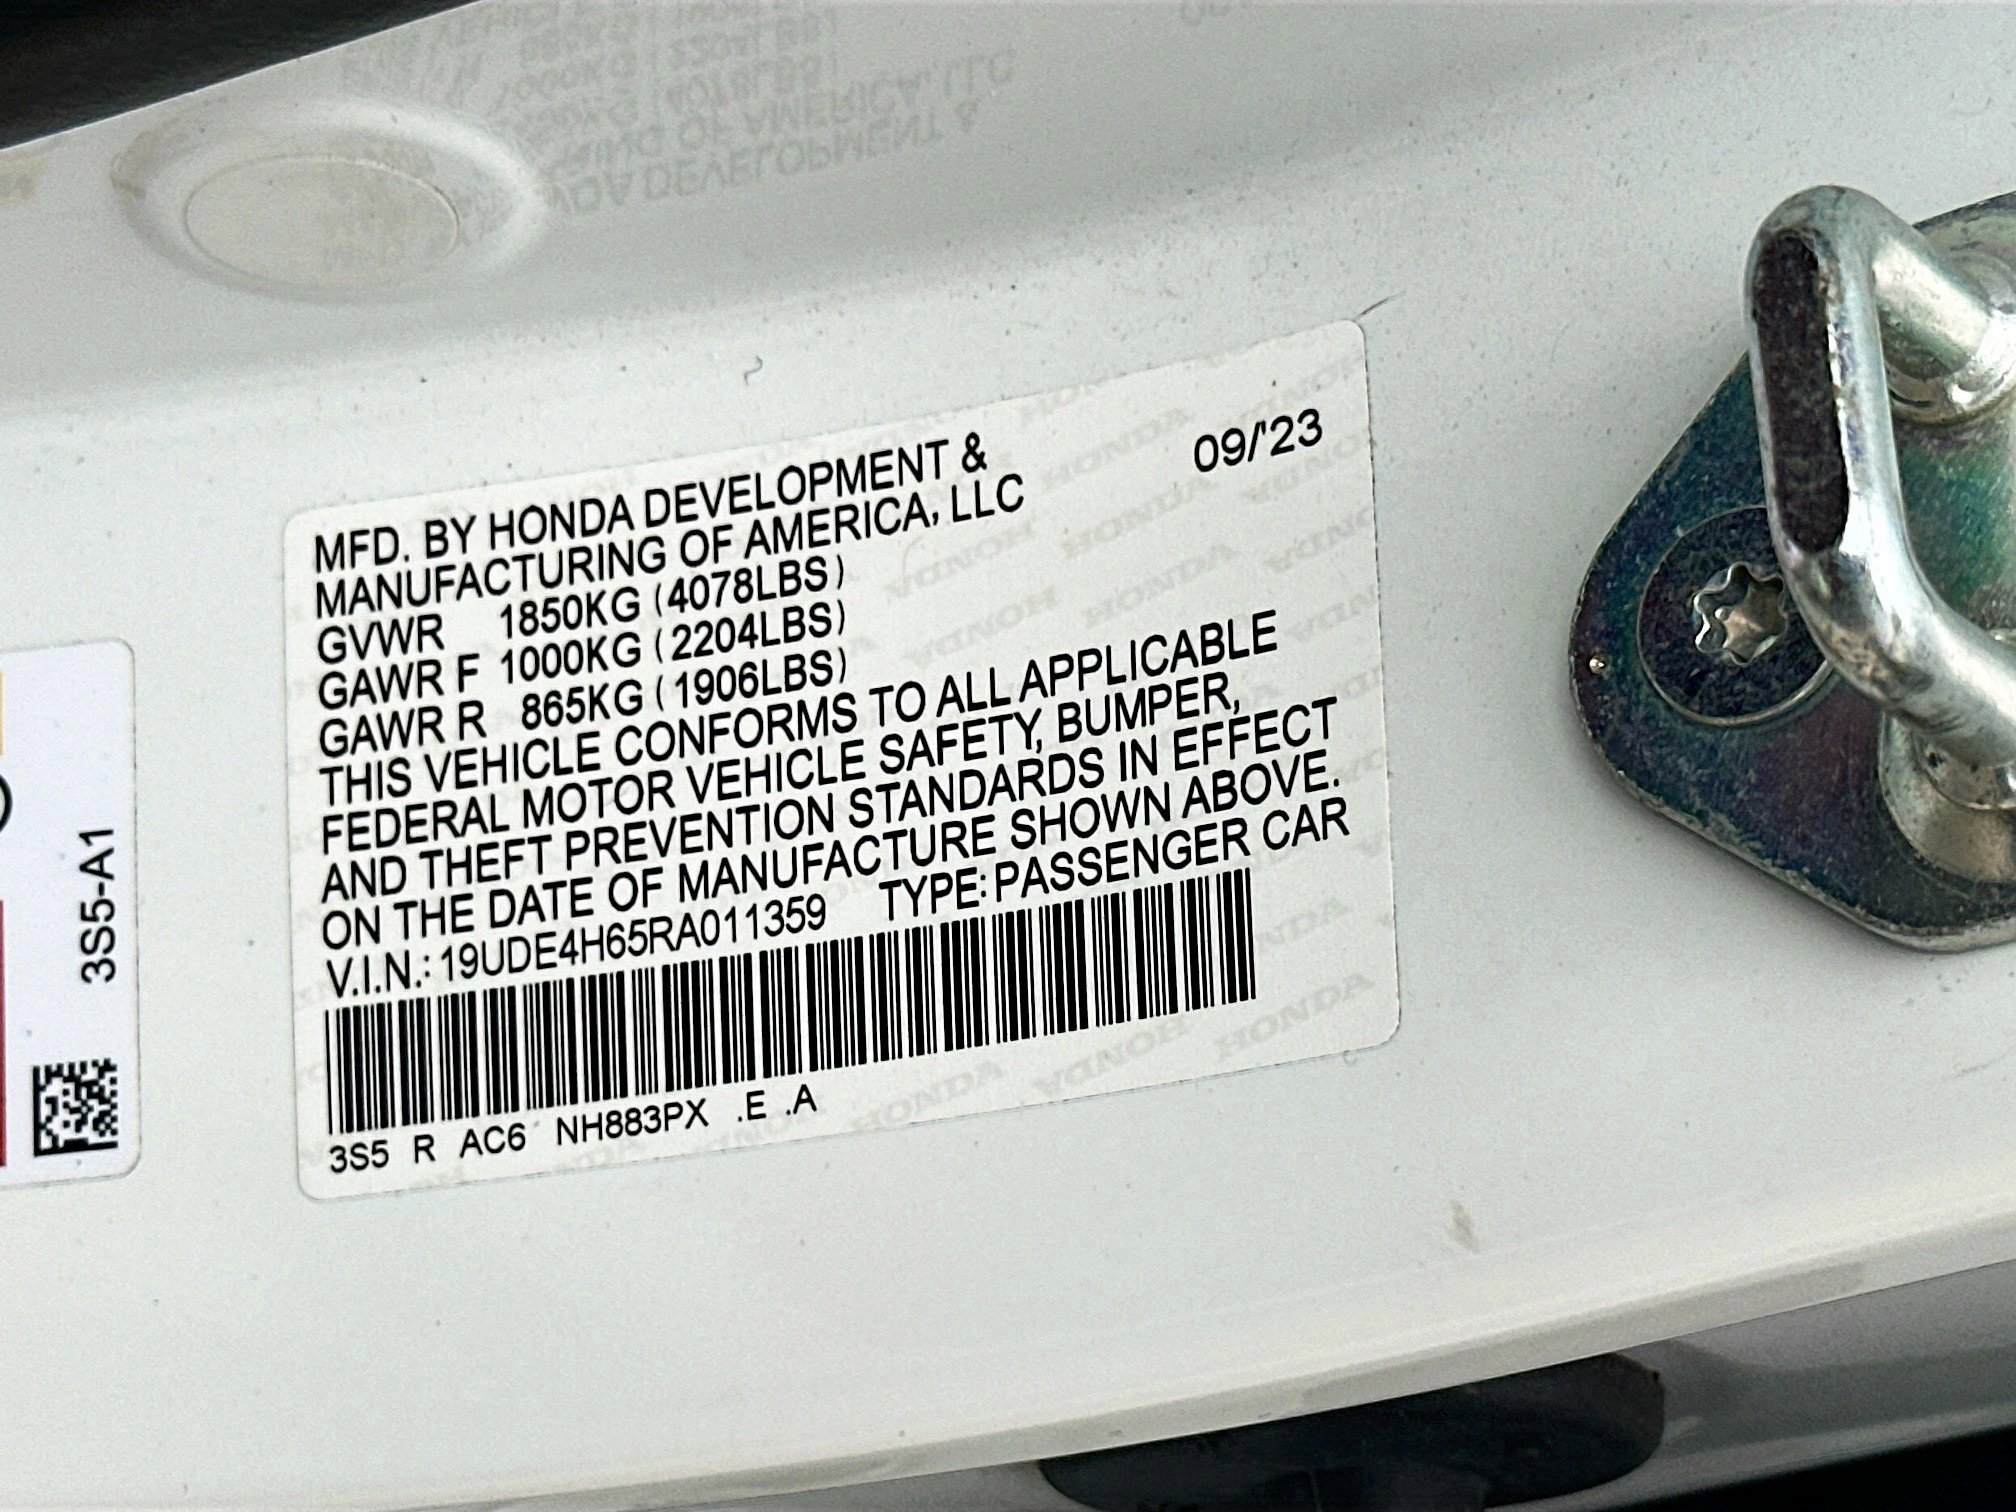 MFD. BY HONDA DEVELOPMENT & 09/'23
MANUFACTURING OF AMERICA, LLC
GVWR 1850KG (4078LBS)
GAWR F 1000KG (2204LBS)
GAWR R 865KG (1906LBS)
THIS VEHICLE CONFORMS TO ALL APPLICABLE
FEDERAL MOTOR VEHICLE SAFETY, BUMPER,
AND THEFT PREVENTION STANDARDS IN EFFECT
ON THE DATE OF MANUFACTURE SHOWN ABOVE.
V.I.N.: 19UDE4H65RA011359 TYPE: PASSENGER CAR
3S5 R AC6 NH883PX .E .A
3S5-A1